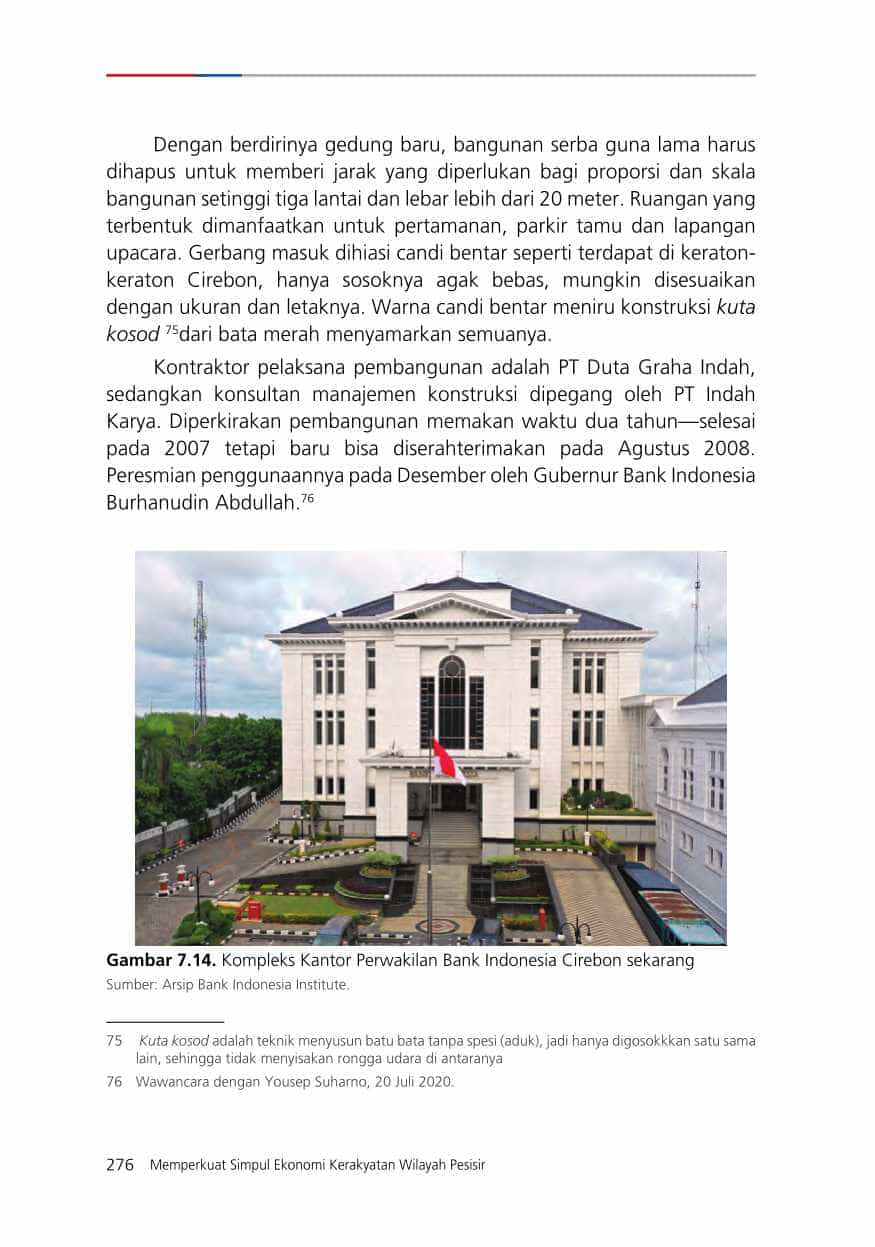 Dengan berdirinya gedung baru, bangunan serba guna lama harus
dihapus untuk memberi jarak yang diperlukan bagi proporsi dan skala
bangunan setinggi tiga lantai dan lebar lebih dari 20 meter. Ruangan yang
terbentuk dimanfaatkan untuk pertamanan, parkir tamu dan lapangan
upacara. Gerbang masuk dihiasi candi bentar seperti terdapat di keraton-
keraton Cirebon, hanya sosoknya agak bebas, mungkin disesuaikan
dengan ukuran dan letaknya. Warna candi bentar meniru konstruksi kuta
kosod 75dari bata merah menyamarkan semuanya.
Kontraktor pelaksana pembangunan adalah PT Duta Graha Indah,
sedangkan konsultan manajemen konstruksi dipegang oleh PT Indah
Karya. Diperkirakan pembangunan memakan waktu dua tahun—selesai
pada 2007 tetapi baru bisa diserahterimakan pada Agustus 2008.
Peresmian penggunaannya pada Desember oleh Gubernur Bank Indonesia
Burhanudin Abdullah.76
Gambar 7.14. Kompleks Kantor Perwakilan Bank Indonesia Cirebon sekarang
Sumber: Arsip Bank Indonesia Institute.
75 Kuta kosod adalah teknik menyusun batu bata tanpa spesi (aduk), jadi hanya digosokkkan satu sama
lain, sehingga tidak menyisakan rongga udara di antaranya
76 Wawancara dengan Yousep Suharno, 20 Juli 2020.
276 Memperkuat Simpul Ekonomi Kerakyatan Wilayah Pesisir